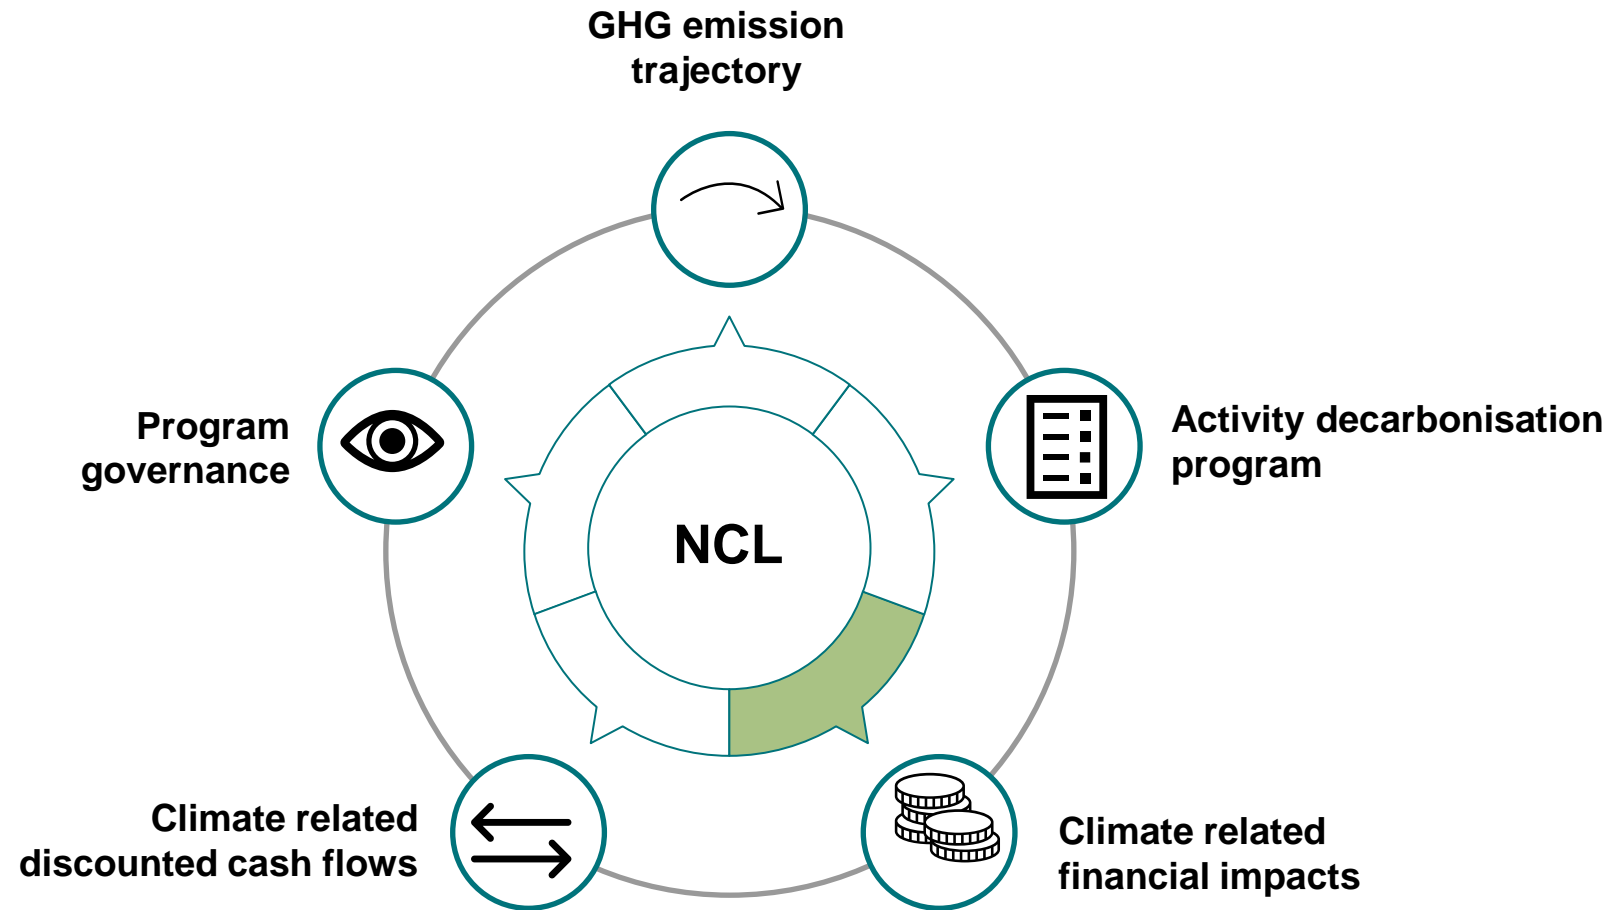 GHG emission
trajectory
Activity decarbonisation
program
Program
governance
NCL
Climate related
discounted cash flows
Climate related
financial impacts